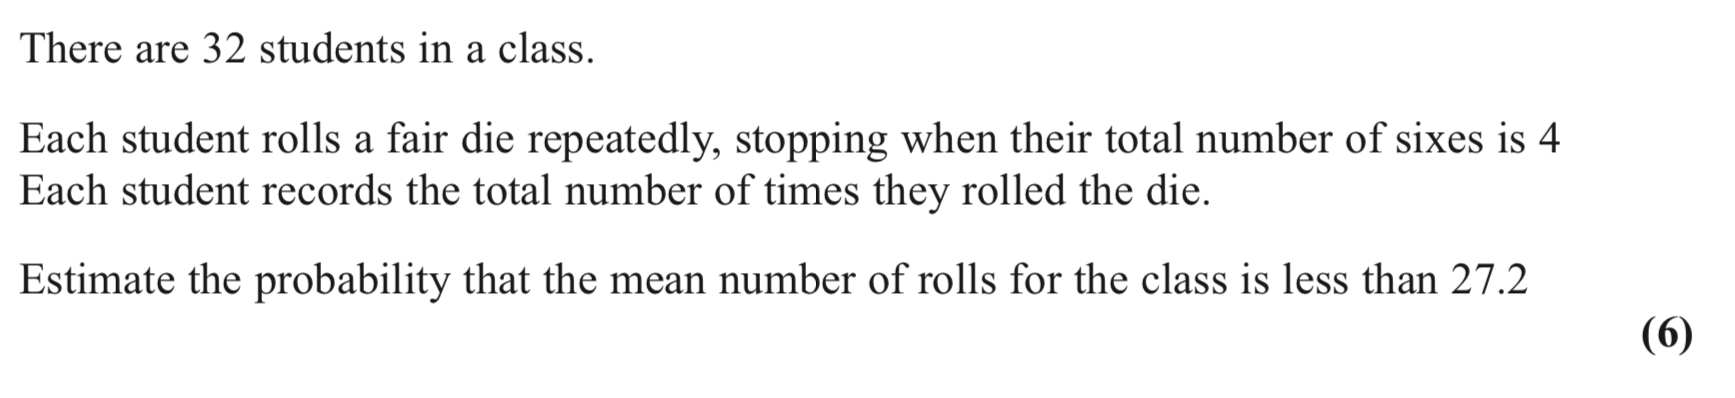 There are 32 students in a class.
Each student rolls a fair die repeatedly, stopping when their total number of sixes is 4
Each student records the total number of times they rolled the die.
Estimate the probability that the mean number of rolls for the class is less than 27.2
(6)